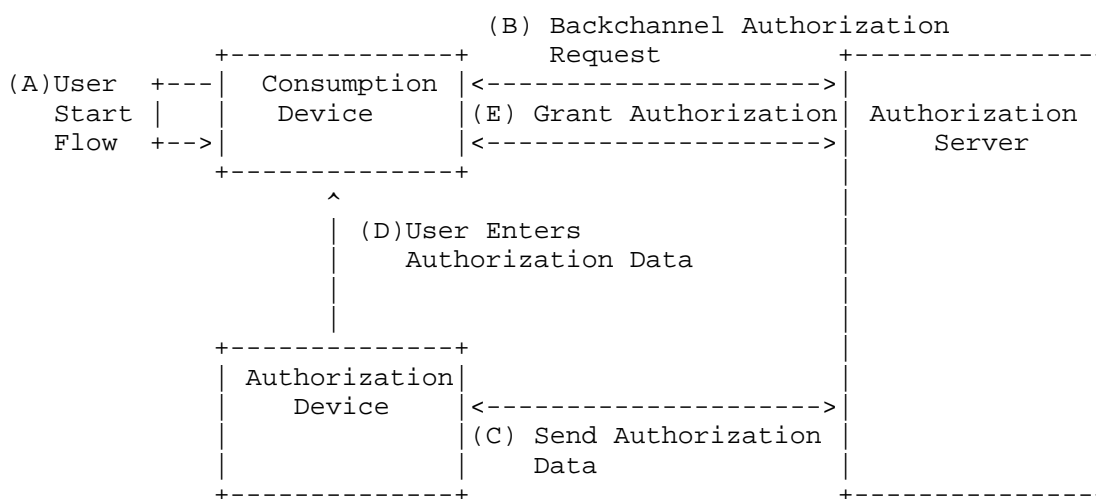 (B) Backchannel Authorization
Request
(A)User Consumption
Start Device (E) Grant Authorization Authorization
Flow Server
(D)User Enters
Authorization Data
Authorization
Device
(C) Send Authorization
Data